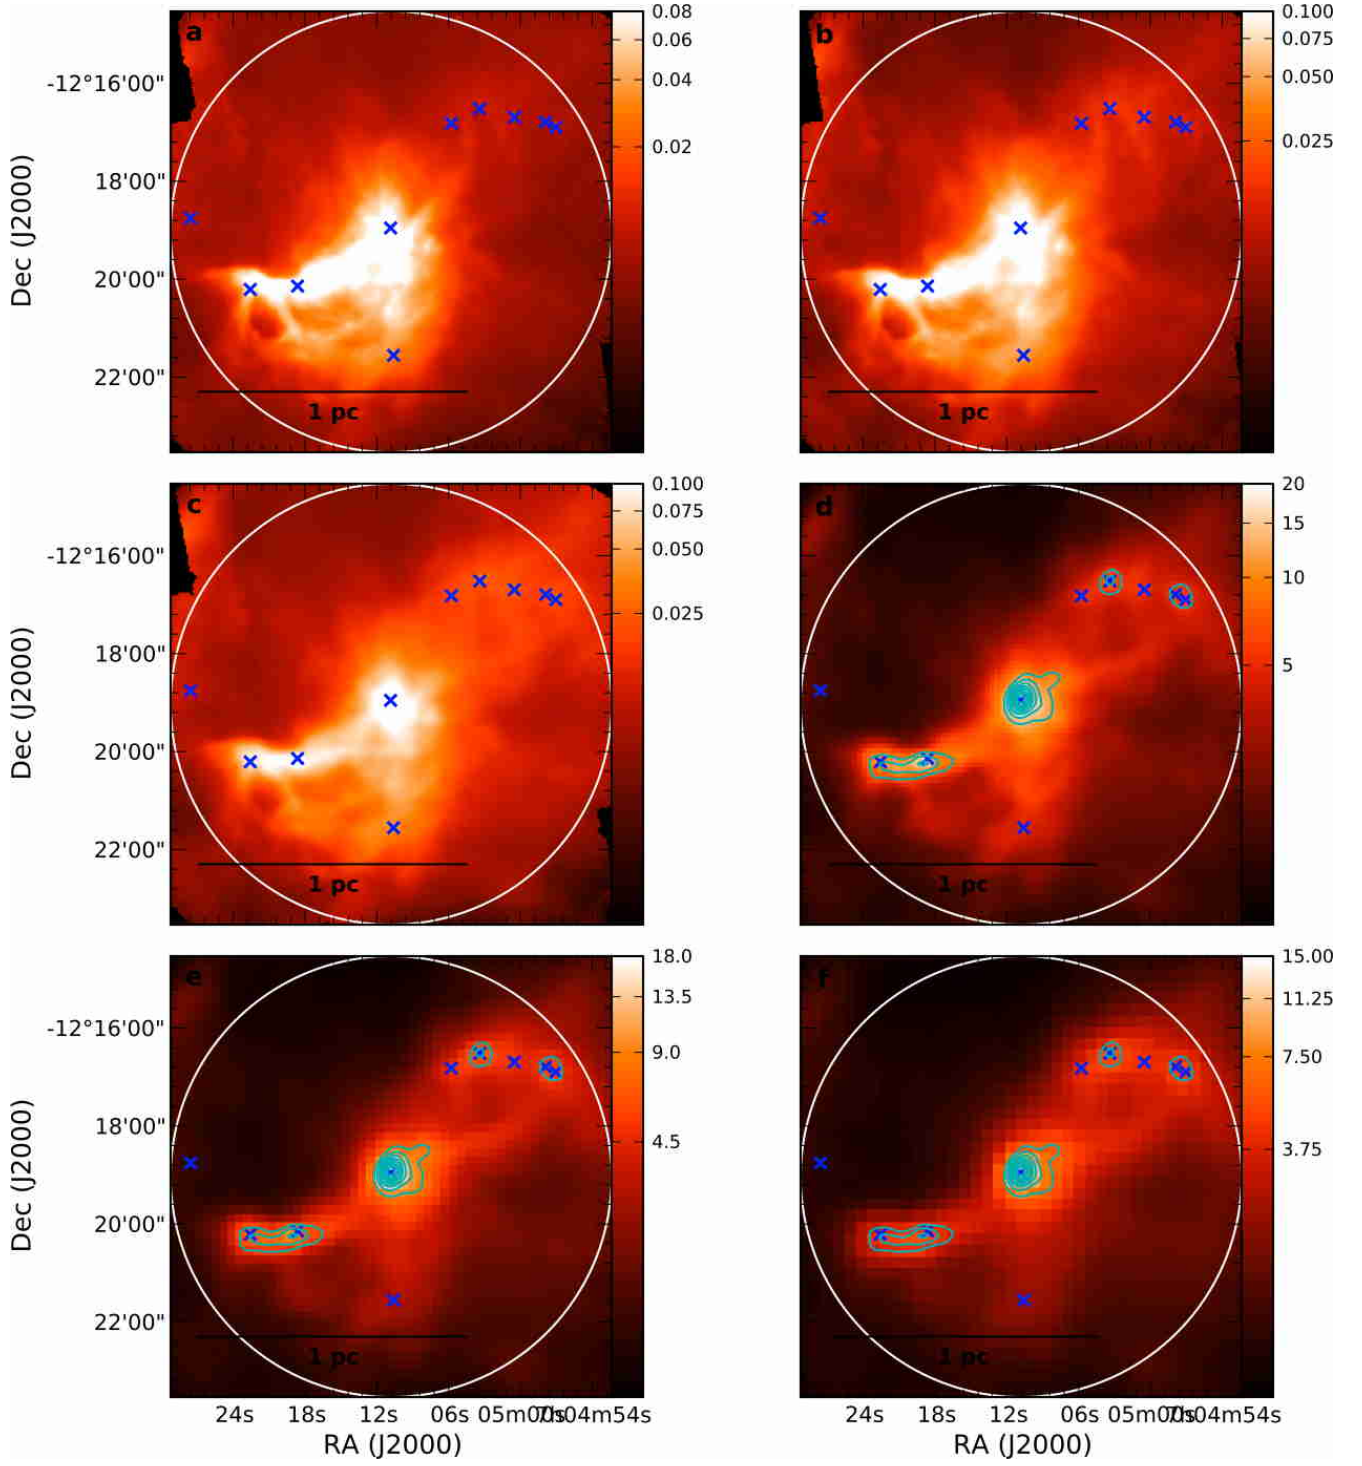 a
0.08
0.06
0.04
0.02
b
0.100
0.075
0.050
0.025
-12°16'00"
18'00"
20'00"
22'00"
Dec (J2000)
1 pc
1 pc
c
0.100
0.075
0.050
0.025
d
20
15
10
5
-12°16'00"
18'00"
20'00"
22'00"
Dec (J2000)
1 pc
1 pc
e
18.0
13.5
9.0
4.5
f
15.00
11.25
7.50
3.75
-12°16'00"
18'00"
20'00"
22'00"
Dec (J2000)
1 pc
1 pc
24s 18s 12s 06s 05m00s 7h04m54s
24s 18s 12s 06s 05m00s 7h04m54s
RA (J2000)
RA (J2000)